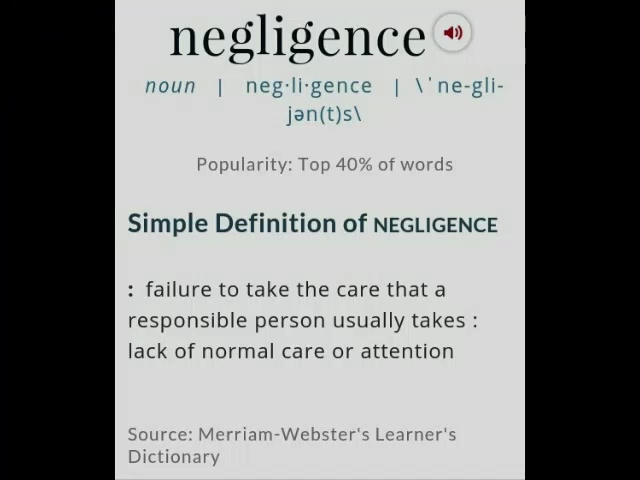 negligence
noun | neg·li·gence | \ˈne-gli-
jən(t)s\
Popularity: Top 40% of words
Simple Definition of NEGLIGENCE
: failure to take the care that a
responsible person usually takes :
lack of normal care or attention
Source: Merriam-Webster's Learner's
Dictionary